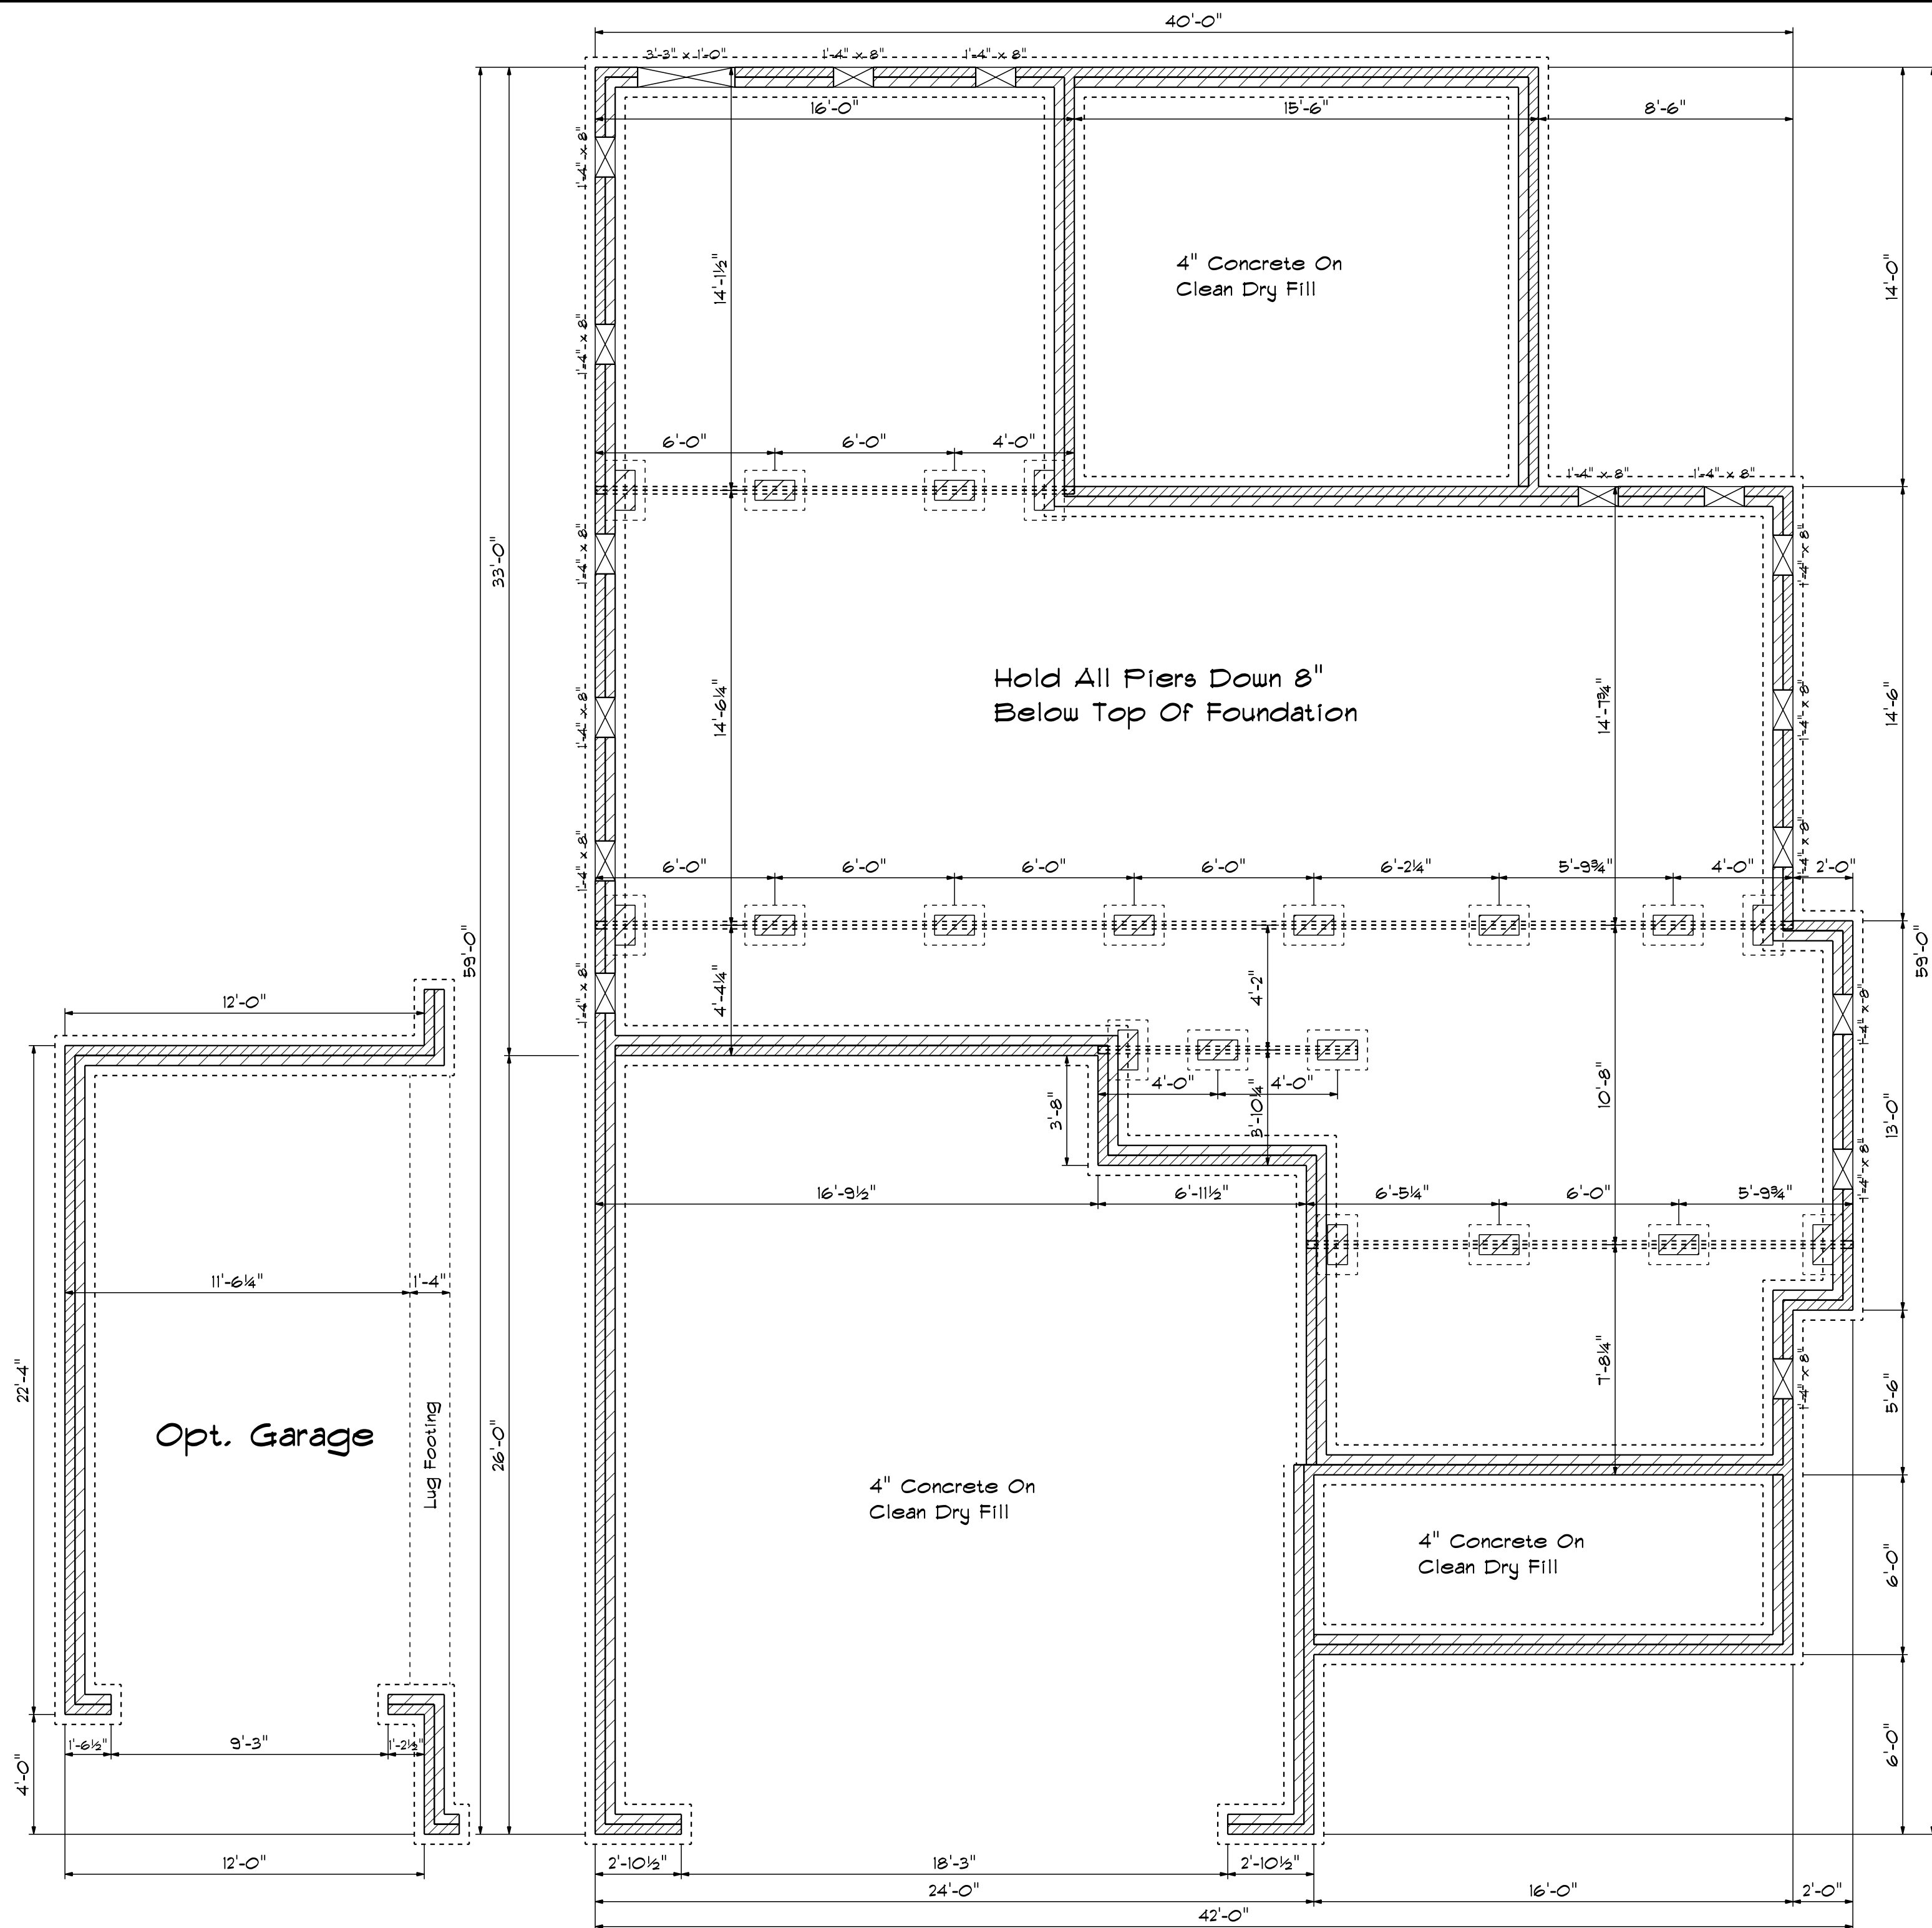 40'-0"
3'-3" x 1'-0"
1'-4" x 8"
1'-4" x 8"
16'-0"
15'-6"
8'-6"
1'-4" x 8"
14'-1½"
4" Concrete On
Clean Dry Fill
14'-0"
1'-4" x 8"
6'-0"
6'-0"
4'-0"
1'-4" x 8"
1'-4" x 8"
33'-0"
1'-4" x 8"
1'-4" x 8"
Hold All Piers Down 8"
Below Top Of Foundation
14'-6¼"
14'-7¾"
14'-6"
1'-4" x 8"
1'-4" x 8"
1'-4" x 8"
1'-4" x 8"
6'-0"
6'-0"
6'-0"
6'-0"
6'-2¼"
5'-9¾"
4'-0"
2'-0"
59'-0"
59'-0"
4'-4¼"
4'-2"
1'-4" x 8"
1'-4" x 8"
12'-0"
3'-8"
4'-0"
4'-0"
3'-10¼"
10'-8"
13'-0"
1'-4" x 8"
16'-9½"
6'-11½"
6'-5¼"
6'-0"
5'-9¾"
11'-6¼"
1'-4"
22'-4"
7'-8¼"
1'-4" x 8"
5'-6"
Opt. Garage
Lug Footing
26'-0"
4" Concrete On
Clean Dry Fill
4" Concrete On
Clean Dry Fill
6'-0"
1'-6½"
9'-3"
1'-2½"
4'-0"
6'-0"
12'-0"
2'-10½"
18'-3"
2'-10½"
24'-0"
16'-0"
2'-0"
42'-0"